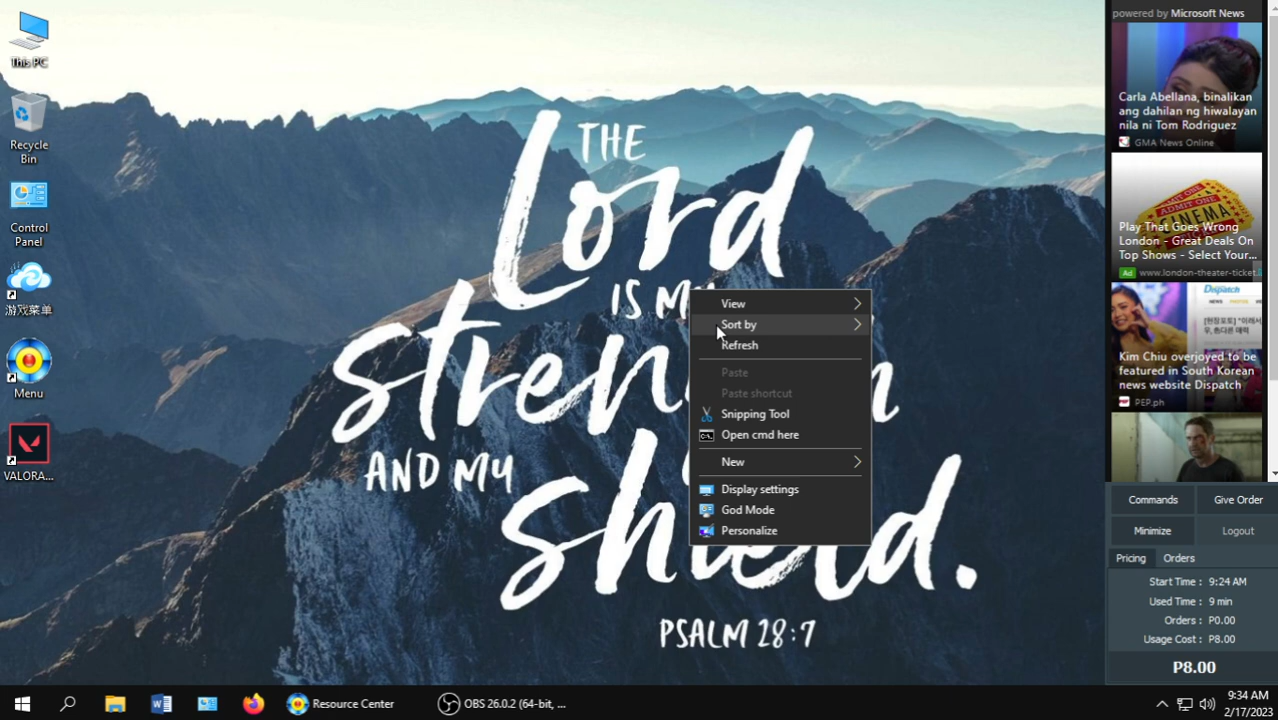 This PC
Recycle
Bin
Control
Panel
游戏菜单
Menu
VALORA...
THE
Lord
IS MY
AND MY
shield.
PSALM 28:7
View
Sort by
Refresh
Paste
Paste shortcut
Snipping Tool
Open cmd here
New
Display settings
God Mode
Personalize
powered by Microsoft News
Carla Abellana, binalikan
ang dahilan ng hiwalayan
nila ni Tom Rodriguez
GMA News Online
ADMIT ONE
CINEMA
Play That Goes Wrong
London - Great Deals On
Top Shows - Select Your...
Ad www.london-theater-ticket.
Dispatch
Kim Chiu overjoyed to be
featured in South Korean
news website Dispatch
PEP.ph
Commands
Give Order
Minimize
Logout
Pricing
Orders
Start Time : 9:24 AM
Used Time : 9 min
Orders : P0.00
Usage Cost : P8.00
P8.00
Resource Center
OBS 26.0.2 (64-bit, ...
9:34 AM
2/17/2023